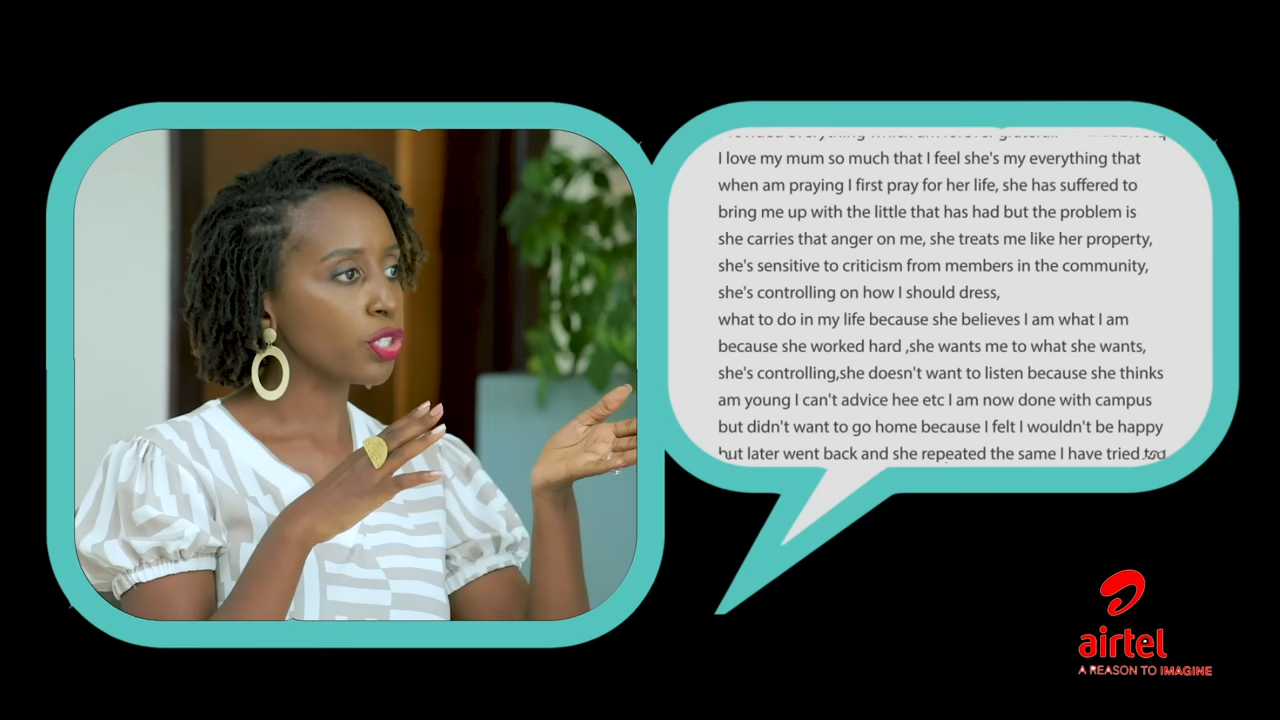 I love my mum so much that I feel she's my everything that
when am praying I first pray for her life, she has suffered to
bring me up with the little that has had but the problem is
she carries that anger on me, she treats me like her property,
she's sensitive to criticism from members in the community,
she's controlling on how I should dress,
what to do in my life because she believes I am what I am
because she worked hard ,she wants me to what she wants,
she's controlling,she doesn't want to listen because she thinks
am young I can't advice hee etc I am now done with campus
but didn't want to go home because I felt I wouldn't be happy
but later went back and she repeated the same I have tried
airtel
A REASON TO IMAGINE